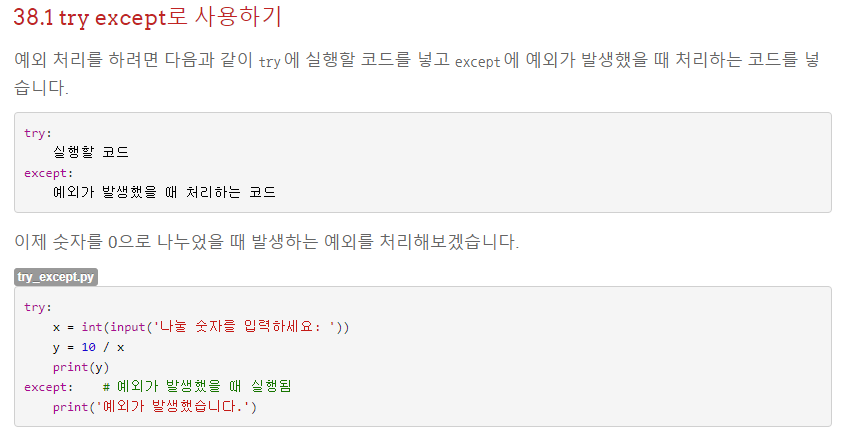 38.1 try except로 사용하기
예외 처리를 하려면 다음과 같이 try에 실행할 코드를 넣고 except에 예외가 발생했을 때 처리하는 코드를 넣
습니다.
try:
    실행할 코드
except:
    예외가 발생했을 때 처리하는 코드
이제 숫자를 0으로 나누었을 때 발생하는 예외를 처리해보겠습니다.
try_except.py
try:
    x = int(input('나눌 숫자를 입력하세요: '))
    y = 10 / x
    print(y)
except:    # 예외가 발생했을 때 실행됨
    print('예외가 발생했습니다.')